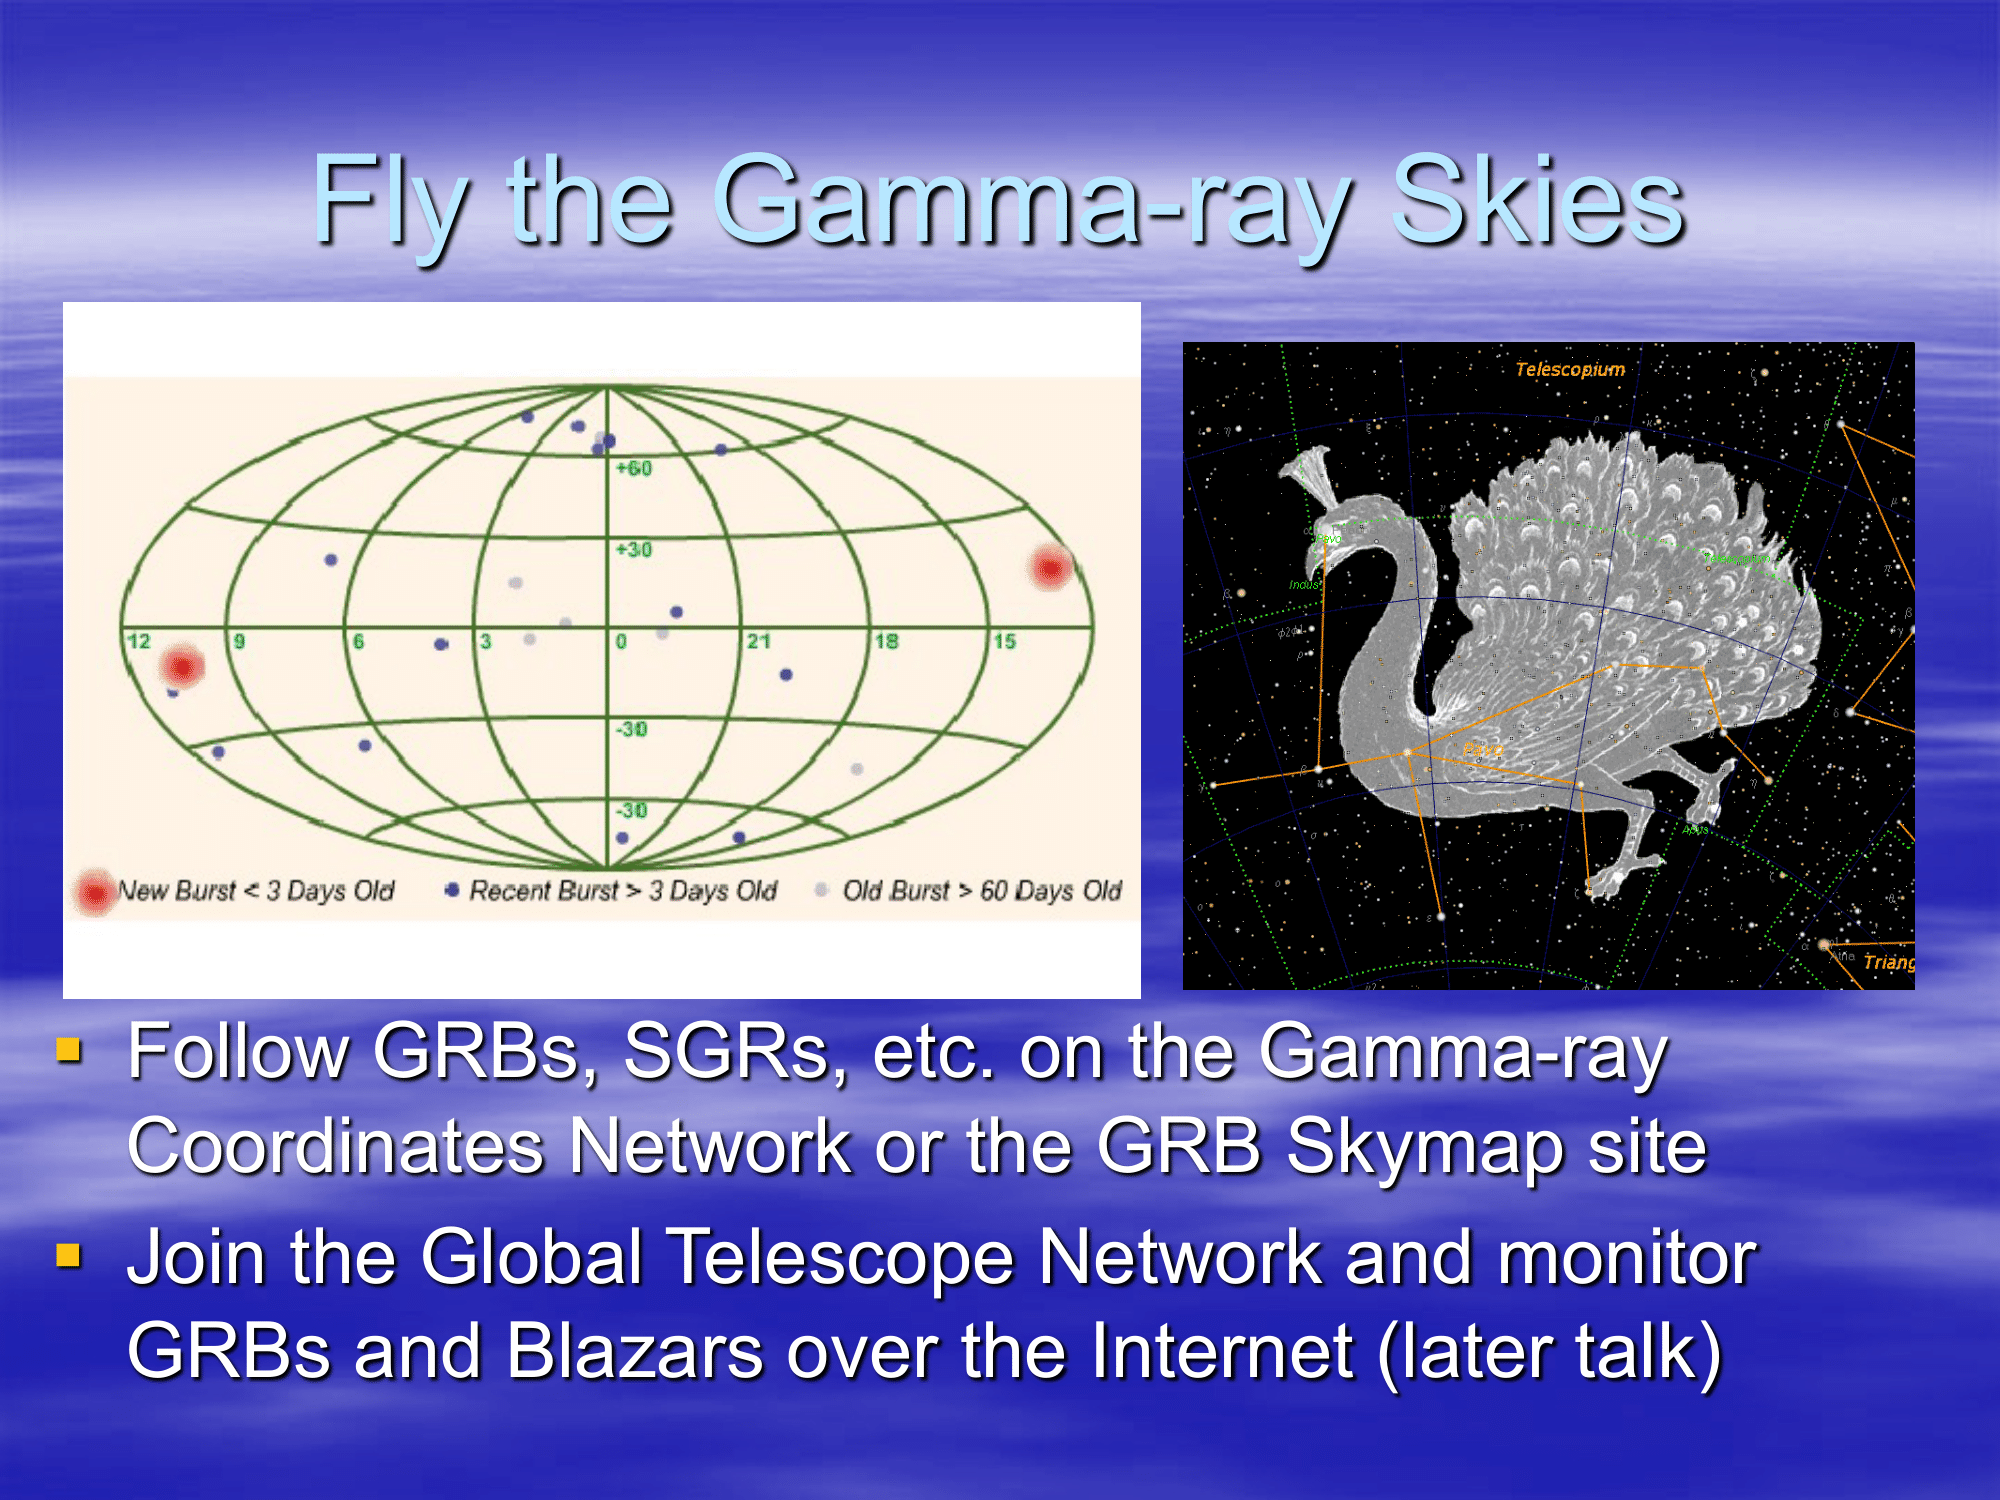 Fly the Gamma-ray Skies
+60
+30
12 9 6 3 0 21 18 15
-30
-30
New Burst < 3 Days Old Recent Burst > 3 Days Old Old Burst > 60 Days Old
Telescopium
Pavo
Indus
Pavo
Apus
Atria
Triang
Follow GRBs, SGRs, etc. on the Gamma-ray
Coordinates Network or the GRB Skymap site
Join the Global Telescope Network and monitor
GRBs and Blazars over the Internet (later talk)